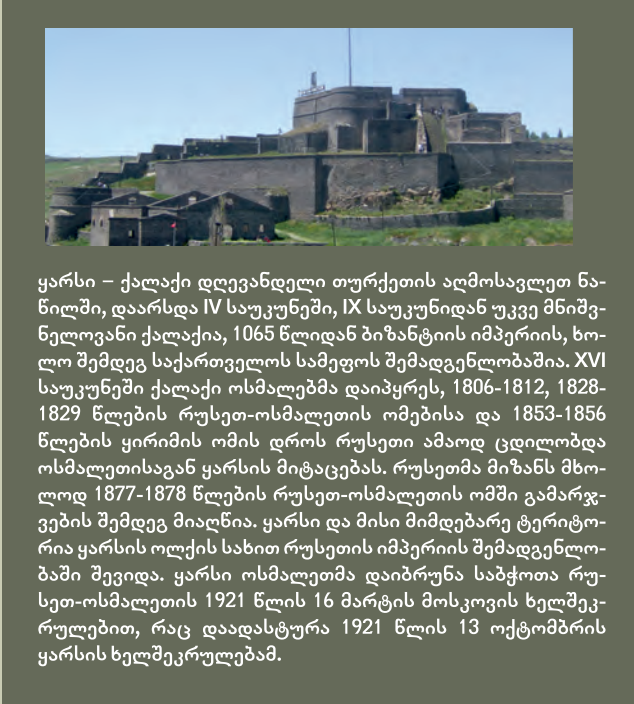 ყარსი – ქალაქი დღევანდელი თურქეთის აღმოსავლეთ ნა-
წილში, დაარსდა IV საუკუნეში, IX საუკუნიდან უკვე მნიშვ-
ნელოვანი ქალაქია, 1065 წლიდან ბიზანტიის იმპერიის, ხო-
ლო შემდეგ საქართველოს სამეფოს შემადგენლობაშია. XVI
საუკუნეში ქალაქი ოსმალებმა დაიპყრეს, 1806-1812, 1828-
1829 წლების რუსეთ-ოსმალეთის ომებისა და 1853-1856
წლების ყირიმის ომის დროს რუსეთი ამაოდ ცდილობდა
ოსმალეთისაგან ყარსის მიტაცებას. რუსეთმა მიზანს მხო-
ლოდ 1877-1878 წლების რუსეთ-ოსმალეთის ომში გამარჯ-
ვების შემდეგ მიაღწია. ყარსი და მისი მიმდებარე ტერიტო-
რია ყარსის ოლქის სახით რუსეთის იმპერიის შემადგენლო-
ბაში შევიდა. ყარსი ოსმალეთმა დაიბრუნა საბჭოთა რუ-
სეთ-ოსმალეთის 1921 წლის 16 მარტის მოსკოვის ხელშეკ-
რულებით, რაც დაადასტურა 1921 წლის 13 ოქტომბრის
ყარსის ხელშეკრულებამ.